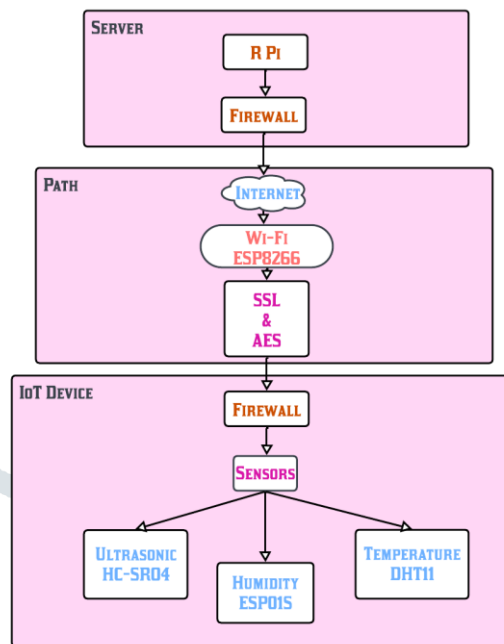 Server
R Pi
Firewall
Path
Internet
Wi-Fi
ESP8266
SSL
&
AES
IoT Device
Firewall
Sensors
Ultrasonic
HC-SR04
Humidity
ESP01S
Temperature
DHT11